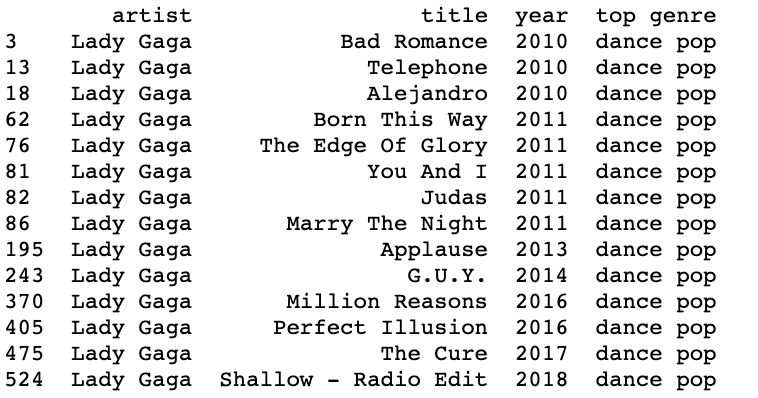 artist title year top genre
3 Lady Gaga Bad Romance 2010 dance pop
13 Lady Gaga Telephone 2010 dance pop
18 Lady Gaga Alejandro 2010 dance pop
62 Lady Gaga Born This Way 2011 dance pop
76 Lady Gaga The Edge Of Glory 2011 dance pop
81 Lady Gaga You And I 2011 dance pop
82 Lady Gaga Judas 2011 dance pop
86 Lady Gaga Marry The Night 2011 dance pop
195 Lady Gaga Applause 2013 dance pop
243 Lady Gaga G.U.Y. 2014 dance pop
370 Lady Gaga Million Reasons 2016 dance pop
405 Lady Gaga Perfect Illusion 2016 dance pop
475 Lady Gaga The Cure 2017 dance pop
524 Lady Gaga Shallow - Radio Edit 2018 dance pop